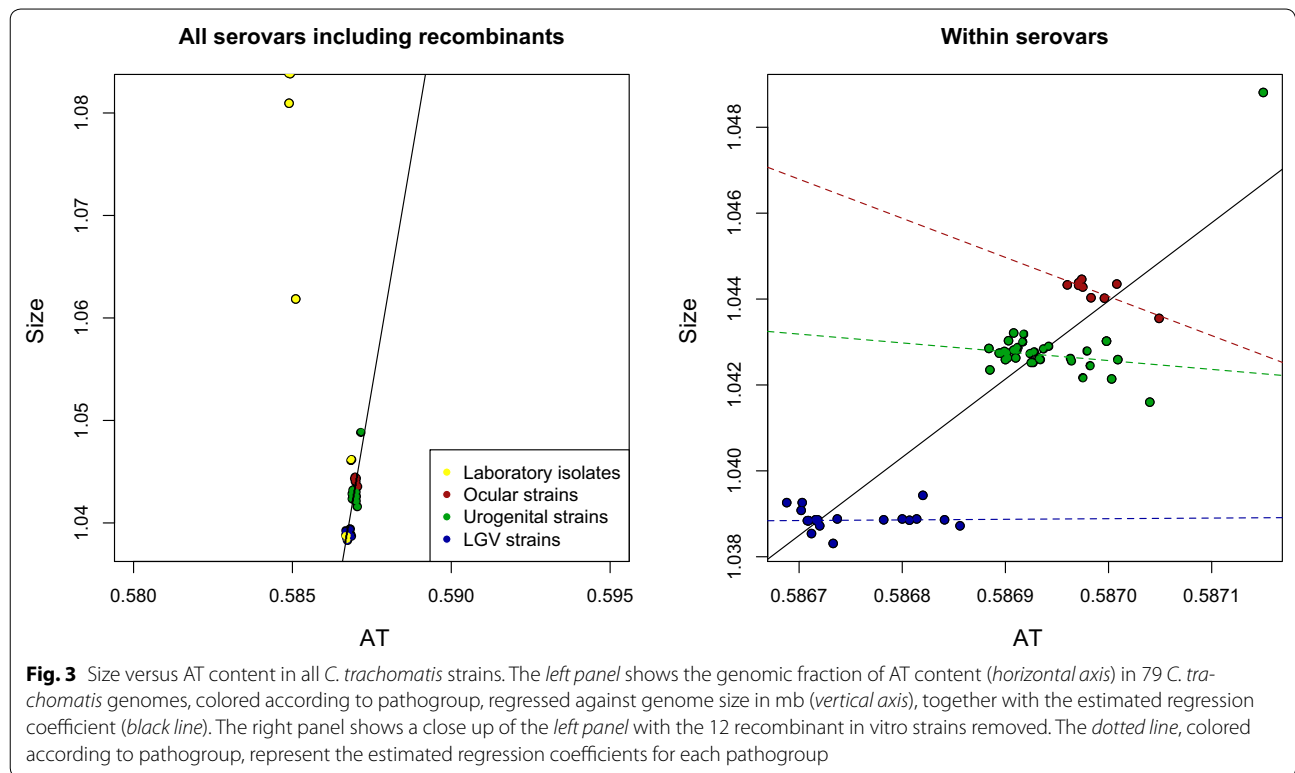 All serovars including recombinants
Size
1.08
1.07
1.06
1.05
1.04
0.580
0.585
0.590
0.595
AT
Laboratory isolates
Ocular strains
Urogenital strains
LGV strains
Within serovars
Size
1.048
1.046
1.044
1.042
1.040
1.038
0.5867
0.5868
0.5869
0.5870
0.5871
AT
Fig. 3 Size versus AT content in all C. trachomatis strains. The left panel shows the genomic fraction of AT content (horizontal axis) in 79 C. tra-
chomatis genomes, colored according to pathogroup, regressed against genome size in mb (vertical axis), together with the estimated regression
coefficient (black line). The right panel shows a close up of the left panel with the 12 recombinant in vitro strains removed. The dotted line, colored
according to pathogroup, represent the estimated regression coefficients for each pathogroup